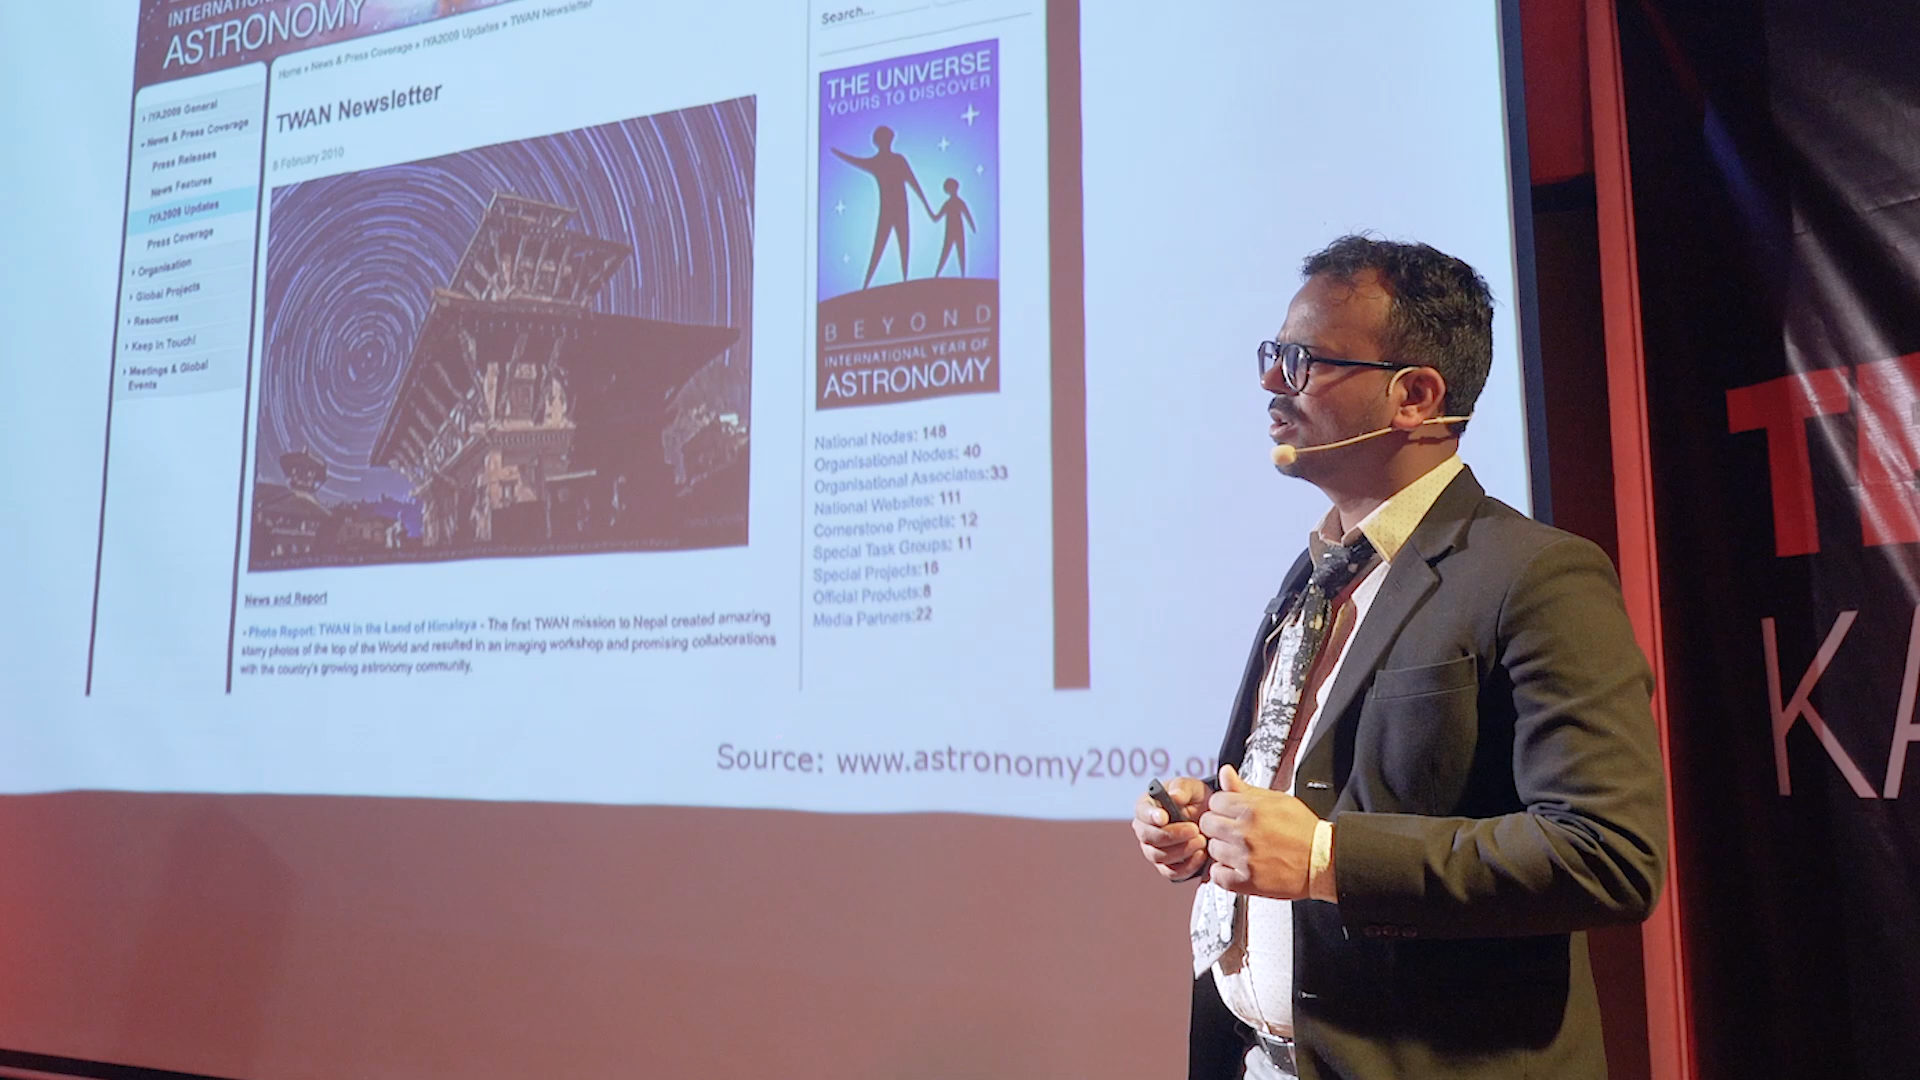 ASTRONOMY
Home » News & Press Coverage » IYA2009 Updates » TWAN Newsletter
IYA2009 General
News & Press Coverage
Press Releases
News Features
IYA2009 Updates
Press Coverage
Organisation
Global Projects
Resources
Keep In Touch!
Meetings & Global
Events
TWAN Newsletter
8 February 2010
News and Report
- Photo Report: TWAN in the Land of Himalaya - The first TWAN mission to Nepal created amazing
starry photos of the top of the World and resulted in an imaging workshop and promising collaborations
with the country's growing astronomy community.
Search...
THE UNIVERSE
YOURS TO DISCOVER
BEYOND
INTERNATIONAL YEAR OF
ASTRONOMY
National Nodes: 148
Organisational Nodes: 40
Organisational Associates:33
National Websites: 111
Cornerstone Projects: 12
Special Task Groups: 11
Special Projects:16
Official Products:8
Media Partners:22
Source: www.astronomy2009.or
T
KA